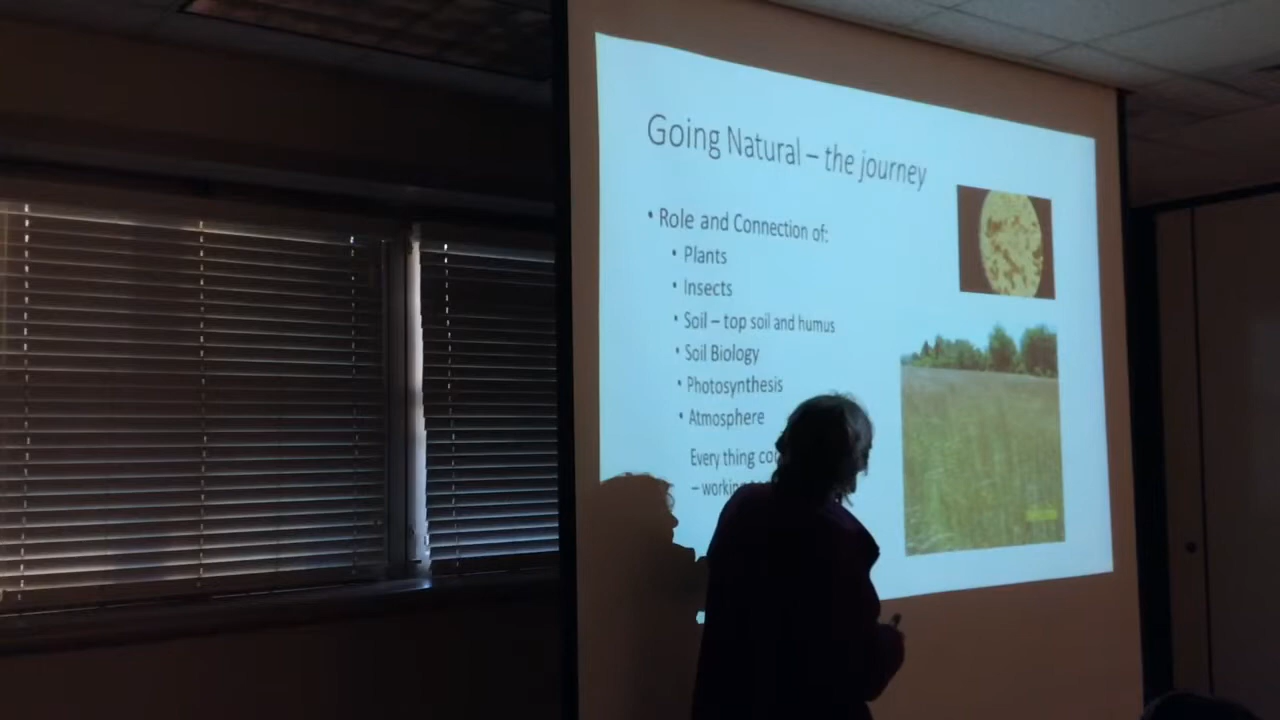 Going Natural – the journey
• Role and Connection of:
• Plants
• Insects
• Soil – top soil and humus
• Soil Biology
• Photosynthesis
• Atmosphere
Every thing
– working